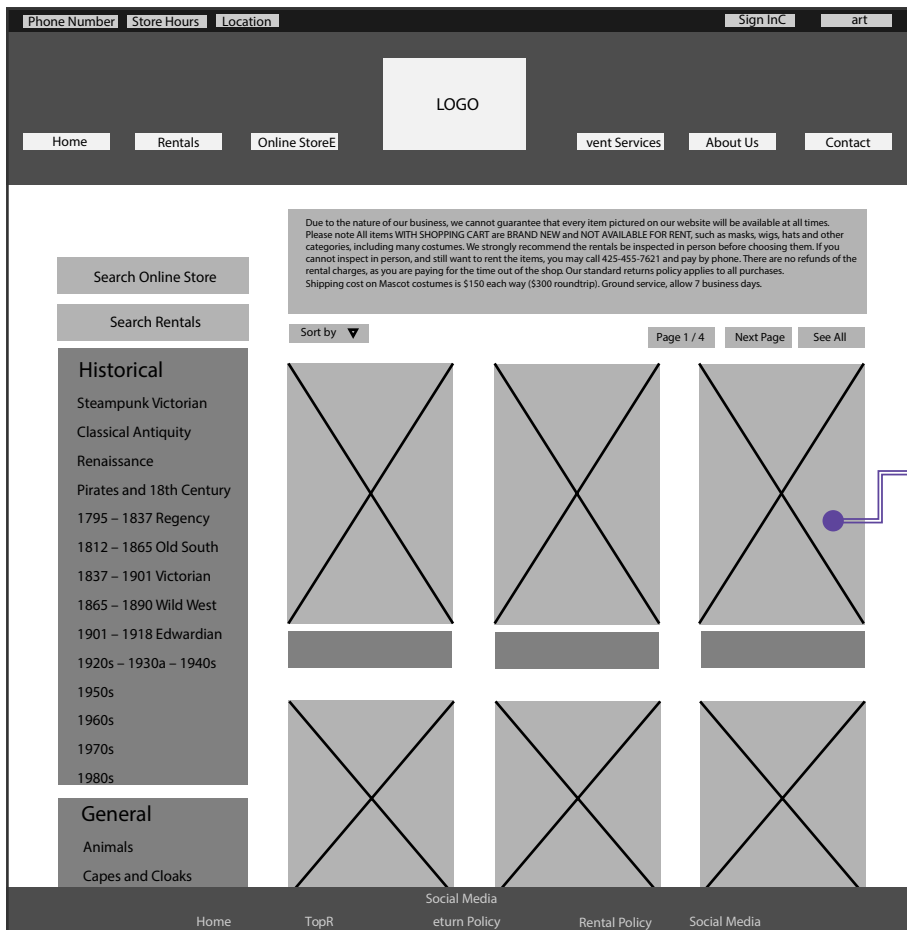 Phone Number Store Hours Location Sign InC art
LOGO
Home Rentals Online StoreE vent Services About Us Contact
Due to the nature of our business, we cannot guarantee that every item pictured on our website will be available at all times.
Please note All items WITH SHOPPING CART are BRAND NEW and NOT AVAILABLE FOR RENT, such as masks, wigs, hats and other
categories, including many costumes. We strongly recommend the rentals be inspected in person before choosing them. If you
cannot inspect in person, and still want to rent the items, you may call 425-455-7621 and pay by phone. There are no refunds of the
rental charges, as you are paying for the time out of the shop. Our standard returns policy applies to all purchases.
Shipping cost on Mascot costumes is $150 each way ($300 roundtrip). Ground service, allow 7 business days.
Search Online Store
Search Rentals
Sort by
Page 1 / 4 Next Page See All
Historical
Steampunk Victorian
Classical Antiquity
Renaissance
Pirates and 18th Century
1795 – 1837 Regency
1812 – 1865 Old South
1837 – 1901 Victorian
1865 – 1890 Wild West
1901 – 1918 Edwardian
1920s – 1930a – 1940s
1950s
1960s
1970s
1980s
General
Animals
Capes and Cloaks
Social Media
Home TopR eturn Policy Rental Policy Social Media